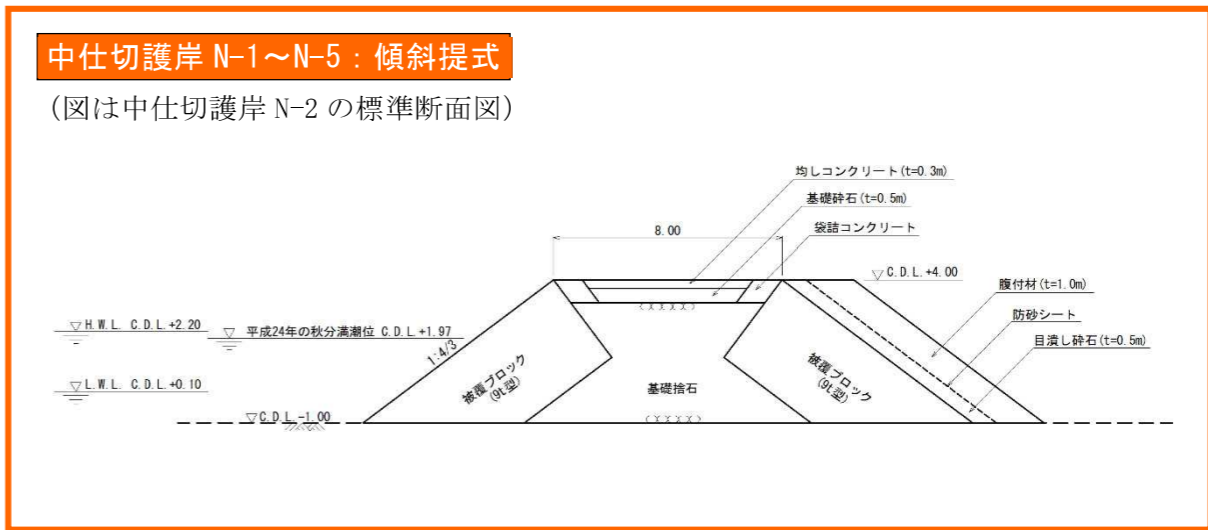 中仕切護岸 N-1～N-5：傾斜提式
(図は中仕切護岸 N-2 の標準断面図)
均しコンクリート(t=0.3m)
基礎砕石(t=0.5m)
8.00
袋詰コンクリート
▽C.D.L.+4.00
腹付材(t=1.0m)
防砂シート
目潰し砕石(t=0.5m)
▽H.W.L. C.D.L.+2.20
▽ 平成24年の秋分満潮位 C.D.L.+1.97
1:4/3
▽L.W.L. C.D.L.+0.10
被覆ブロック
(9t型)
基礎捨石
被覆ブロック
(9t型)
▽C.D.L.-1.00